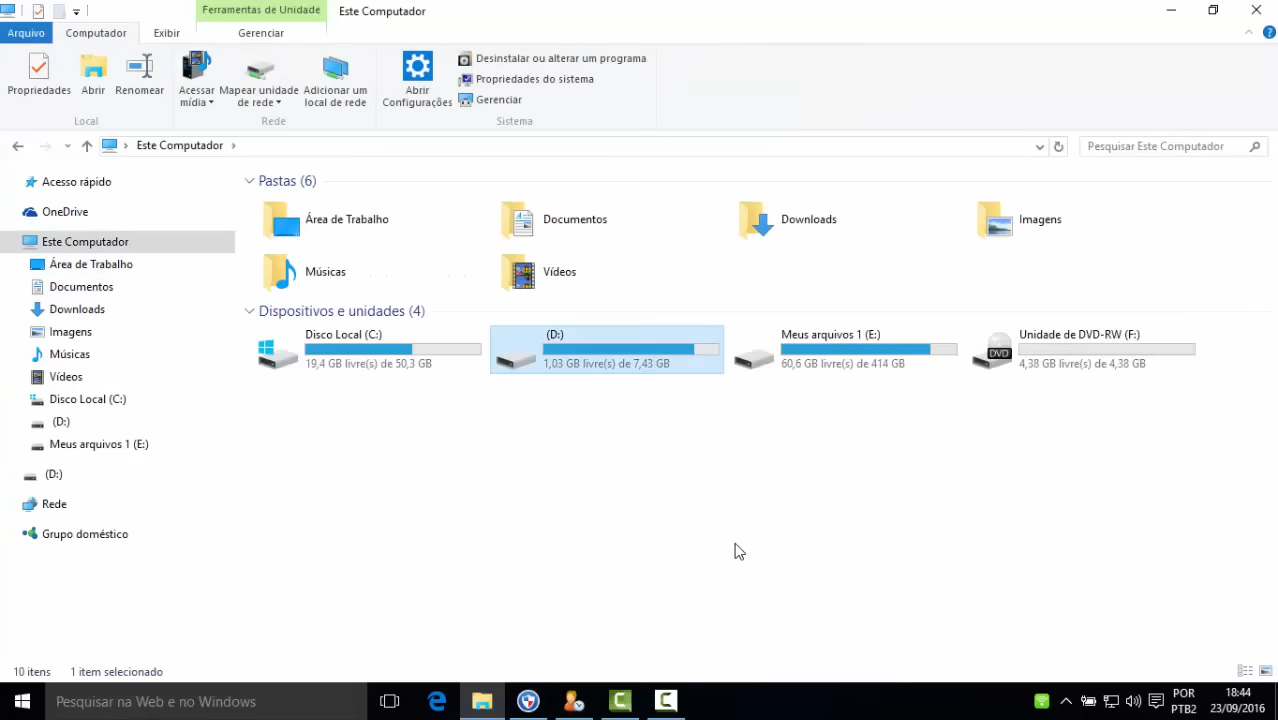 Ferramentas de Unidade
Este Computador
Arquivo
Computador
Exibir
Gerenciar
Propriedades
Abrir
Renomear
Acessar
mídia
Mapear unidade
de rede
Adicionar um
local de rede
Abrir
Configurações
Desinstalar ou alterar um programa
Propriedades do sistema
Gerenciar
Local
Rede
Sistema
Este Computador
Pesquisar Este Computador
Acesso rápido
OneDrive
Este Computador
Área de Trabalho
Documentos
Downloads
Imagens
Músicas
Vídeos
Disco Local (C:)
(D:)
Meus arquivos 1 (E:)
(D:)
Rede
Grupo doméstico
Pastas (6)
Área de Trabalho
Documentos
Downloads
Imagens
Músicas
Vídeos
Dispositivos e unidades (4)
Disco Local (C:)
19,4 GB livre(s) de 50,3 GB
(D:)
1,03 GB livre(s) de 7,43 GB
Meus arquivos 1 (E:)
60,6 GB livre(s) de 414 GB
Unidade de DVD-RW (F:)
DVD
4,38 GB livre(s) de 4,38 GB
10 itens
1 item selecionado
Pesquisar na Web e no Windows
POR
PTB2
18:44
23/09/2016